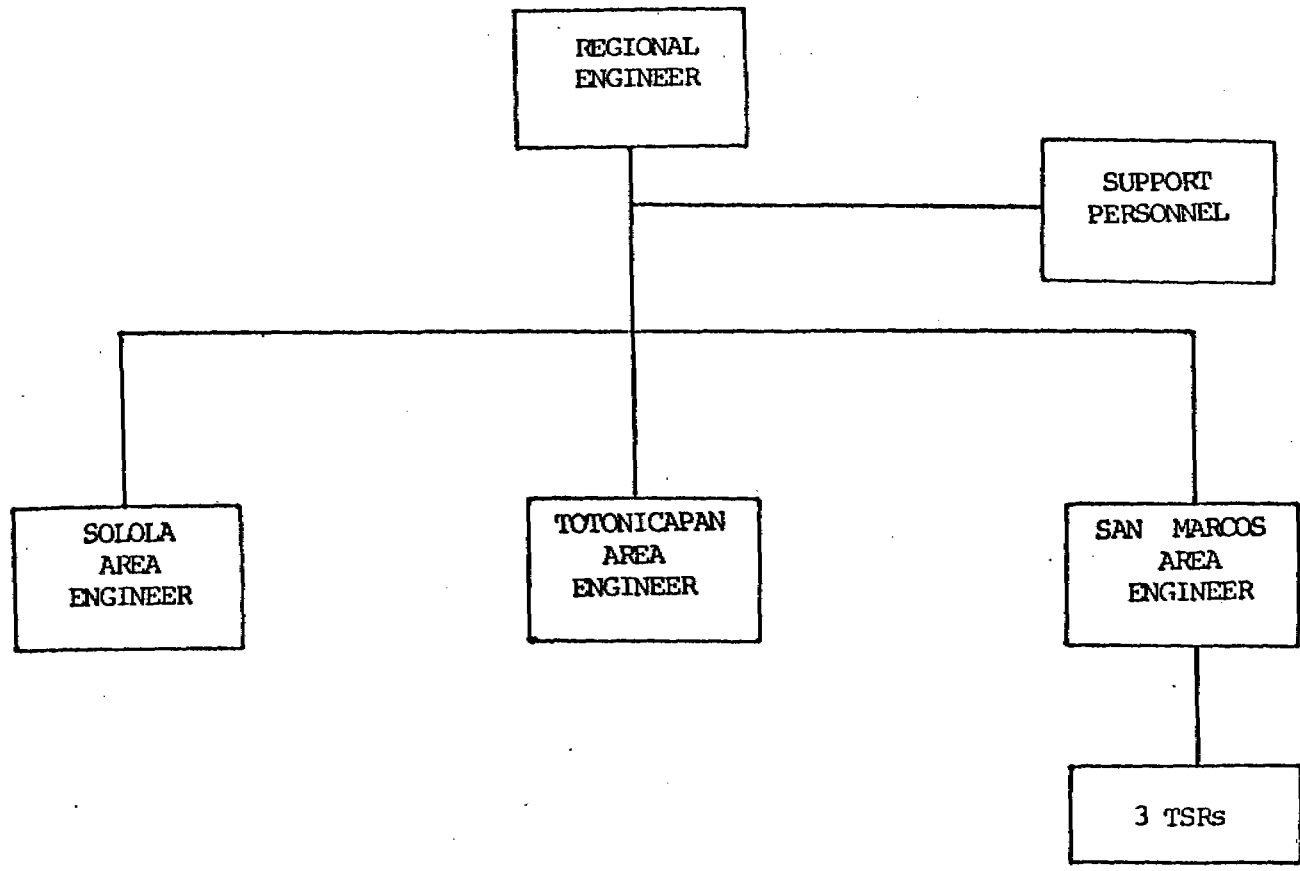 REGIONAL
ENGINEER
SUPPORT
PERSONNEL
SOLOLA
AREA
ENGINEER
TOTONICAPAN
AREA
ENGINEER
SAN MARCOS
AREA
ENGINEER
3 TSRs